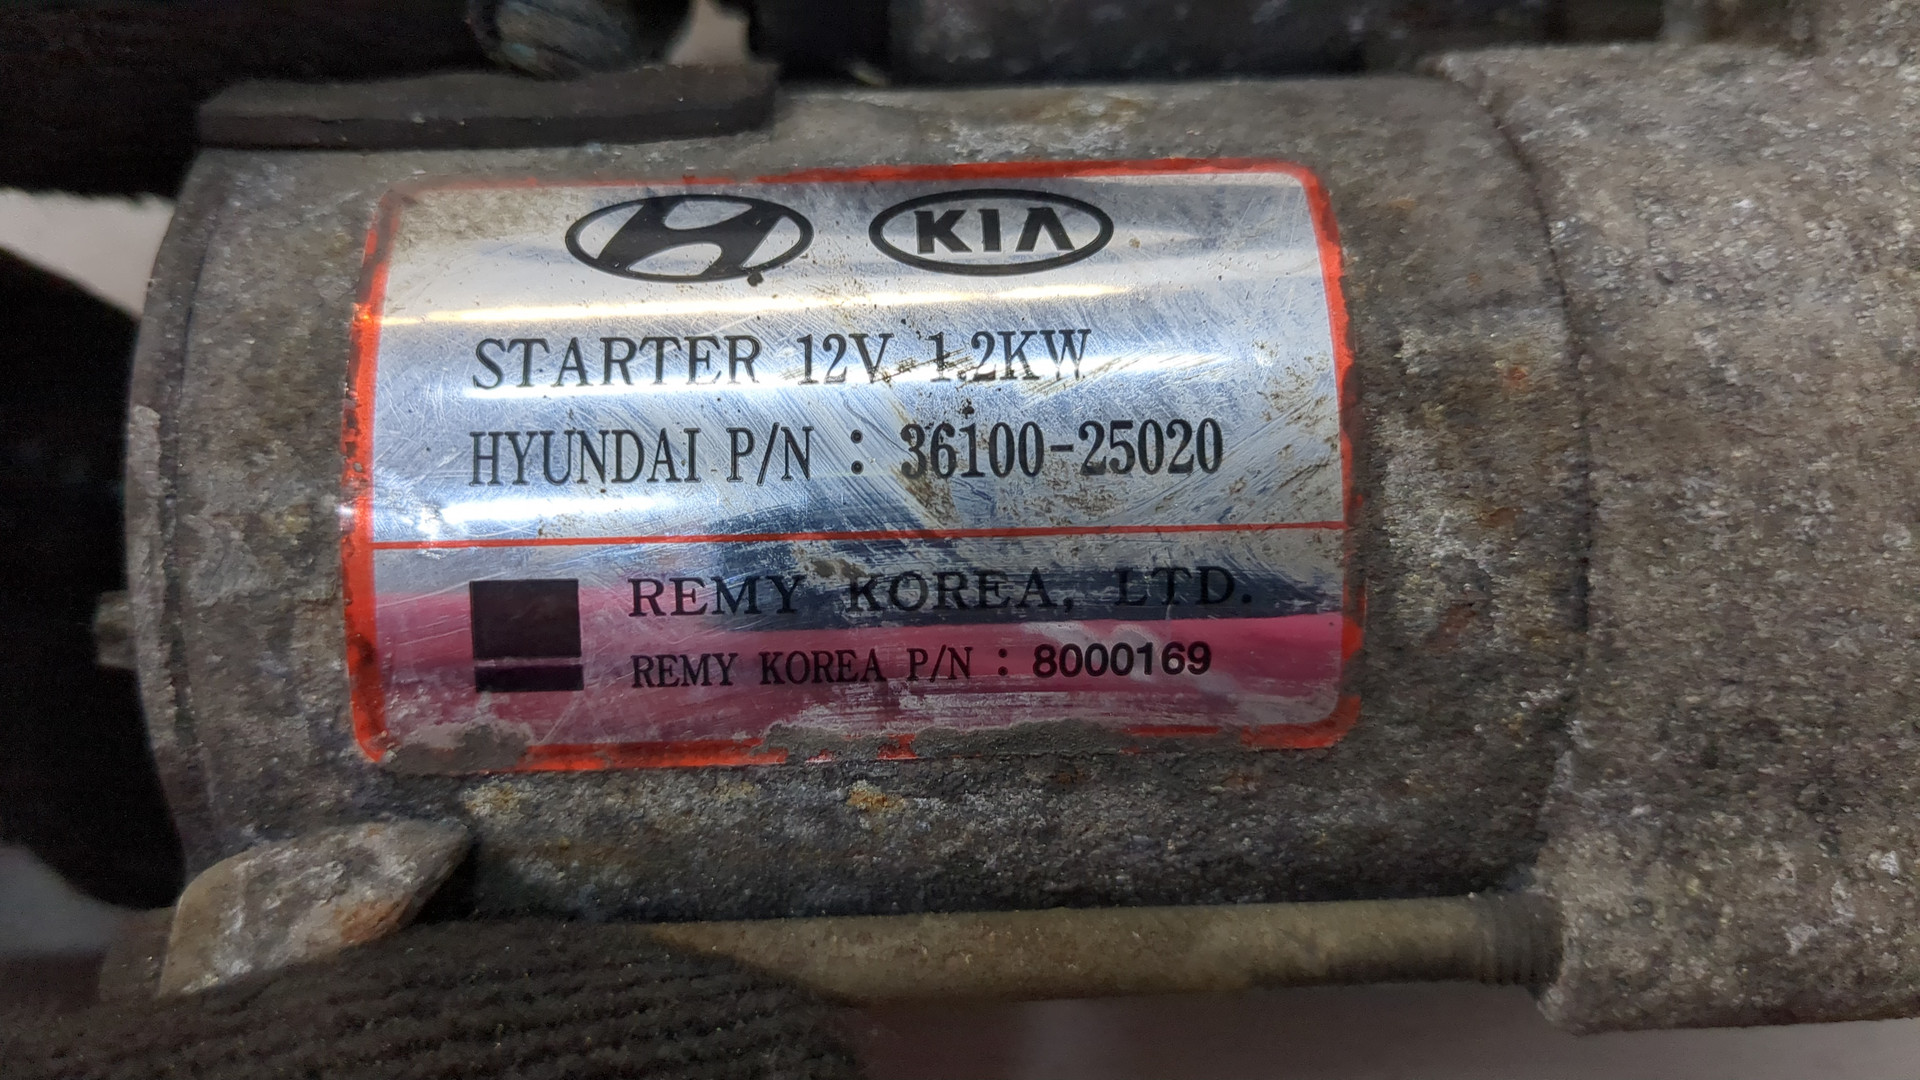 KIA
STARTER 12V 1.2KW
HYUNDAI P/N : 36100-25020
REMY KOREA, LTD.
REMY KOREA P/N : 8000169